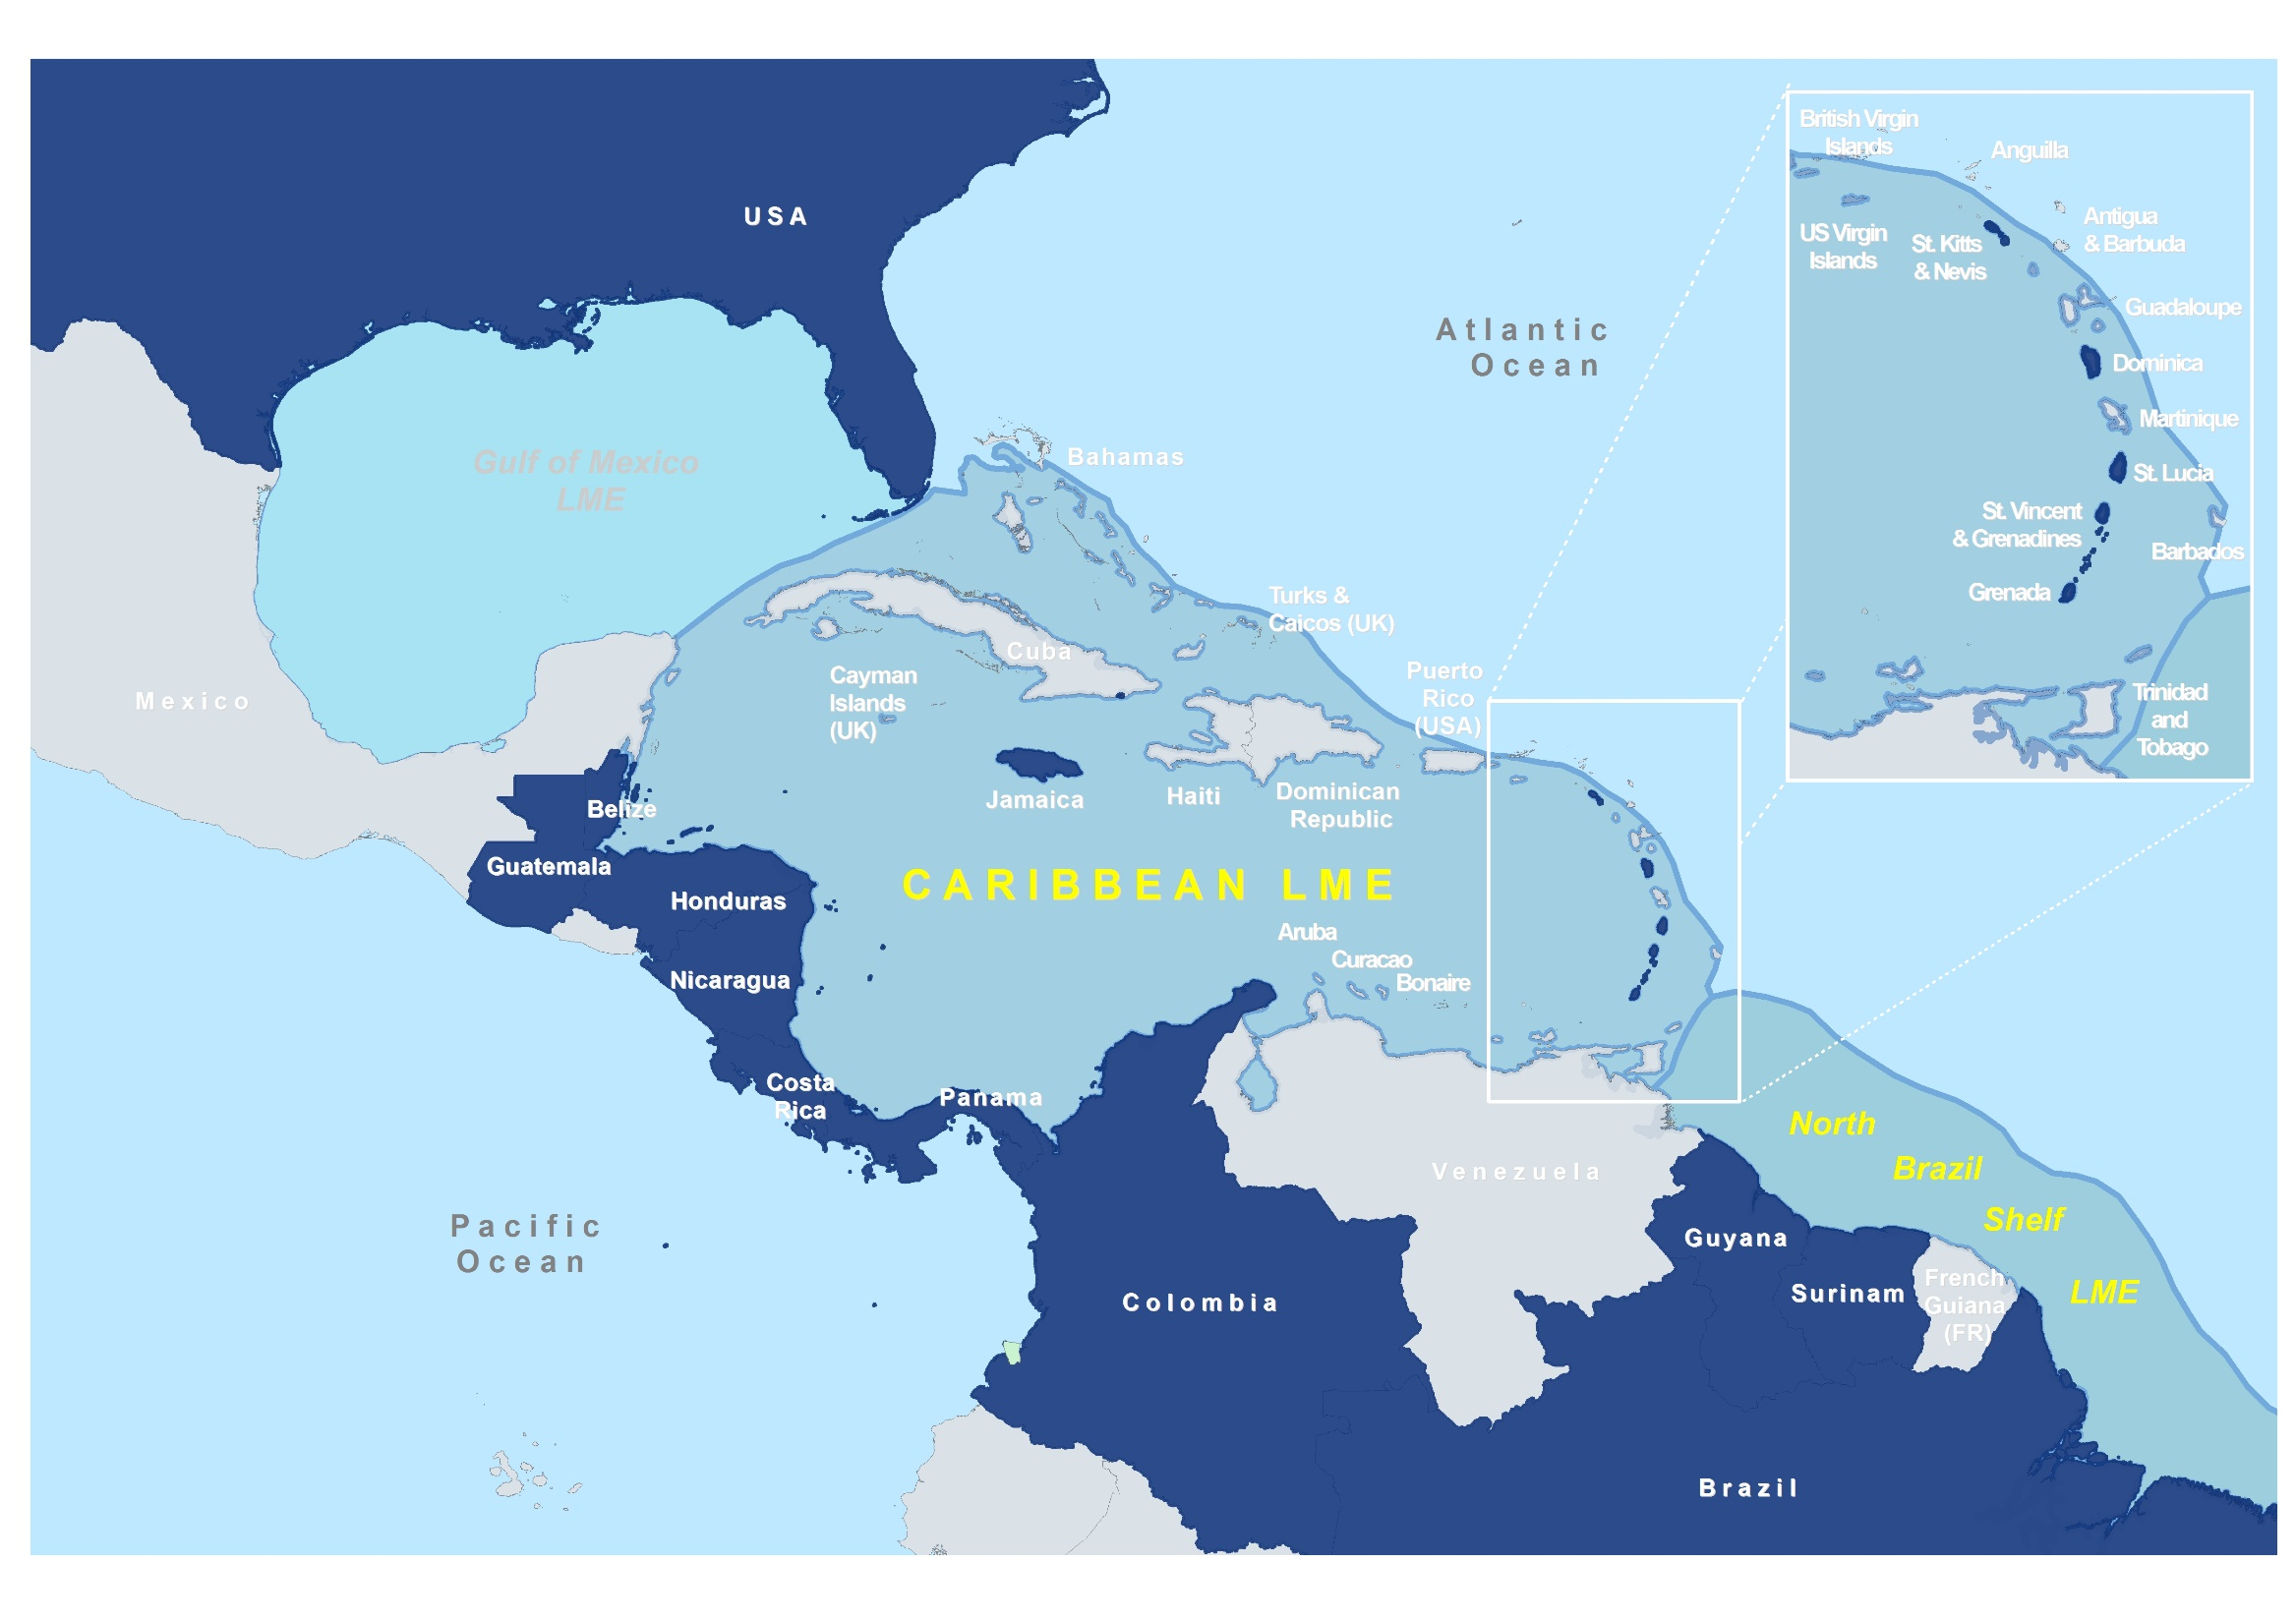 USA
Atlantic
Ocean
Gulf of Mexico
LME
Bahamas
Turks &
Caicos (UK)
Cuba
Cayman
Islands
(UK)
Puerto
Rico
(USA)
Mexico
Jamaica
Haiti
Dominican
Republic
Belize
Guatemala
Honduras
CARIBBEAN LME
Aruba
Curacao
Bonaire
Nicaragua
Costa
Rica
Panama
Venezuela
Pacific
Ocean
Colombia
Guyana
Surinam
French
Guiana
(FR)
Brazil
North
Brazil
Shelf
LME
British Virgin
Islands
Anguilla
US Virgin
Islands
St. Kitts
& Nevis
Antigua
& Barbuda
Guadaloupe
Dominica
Martinique
St. Lucia
St. Vincent
& Grenadines
Barbados
Grenada
Trinidad
and
Tobago